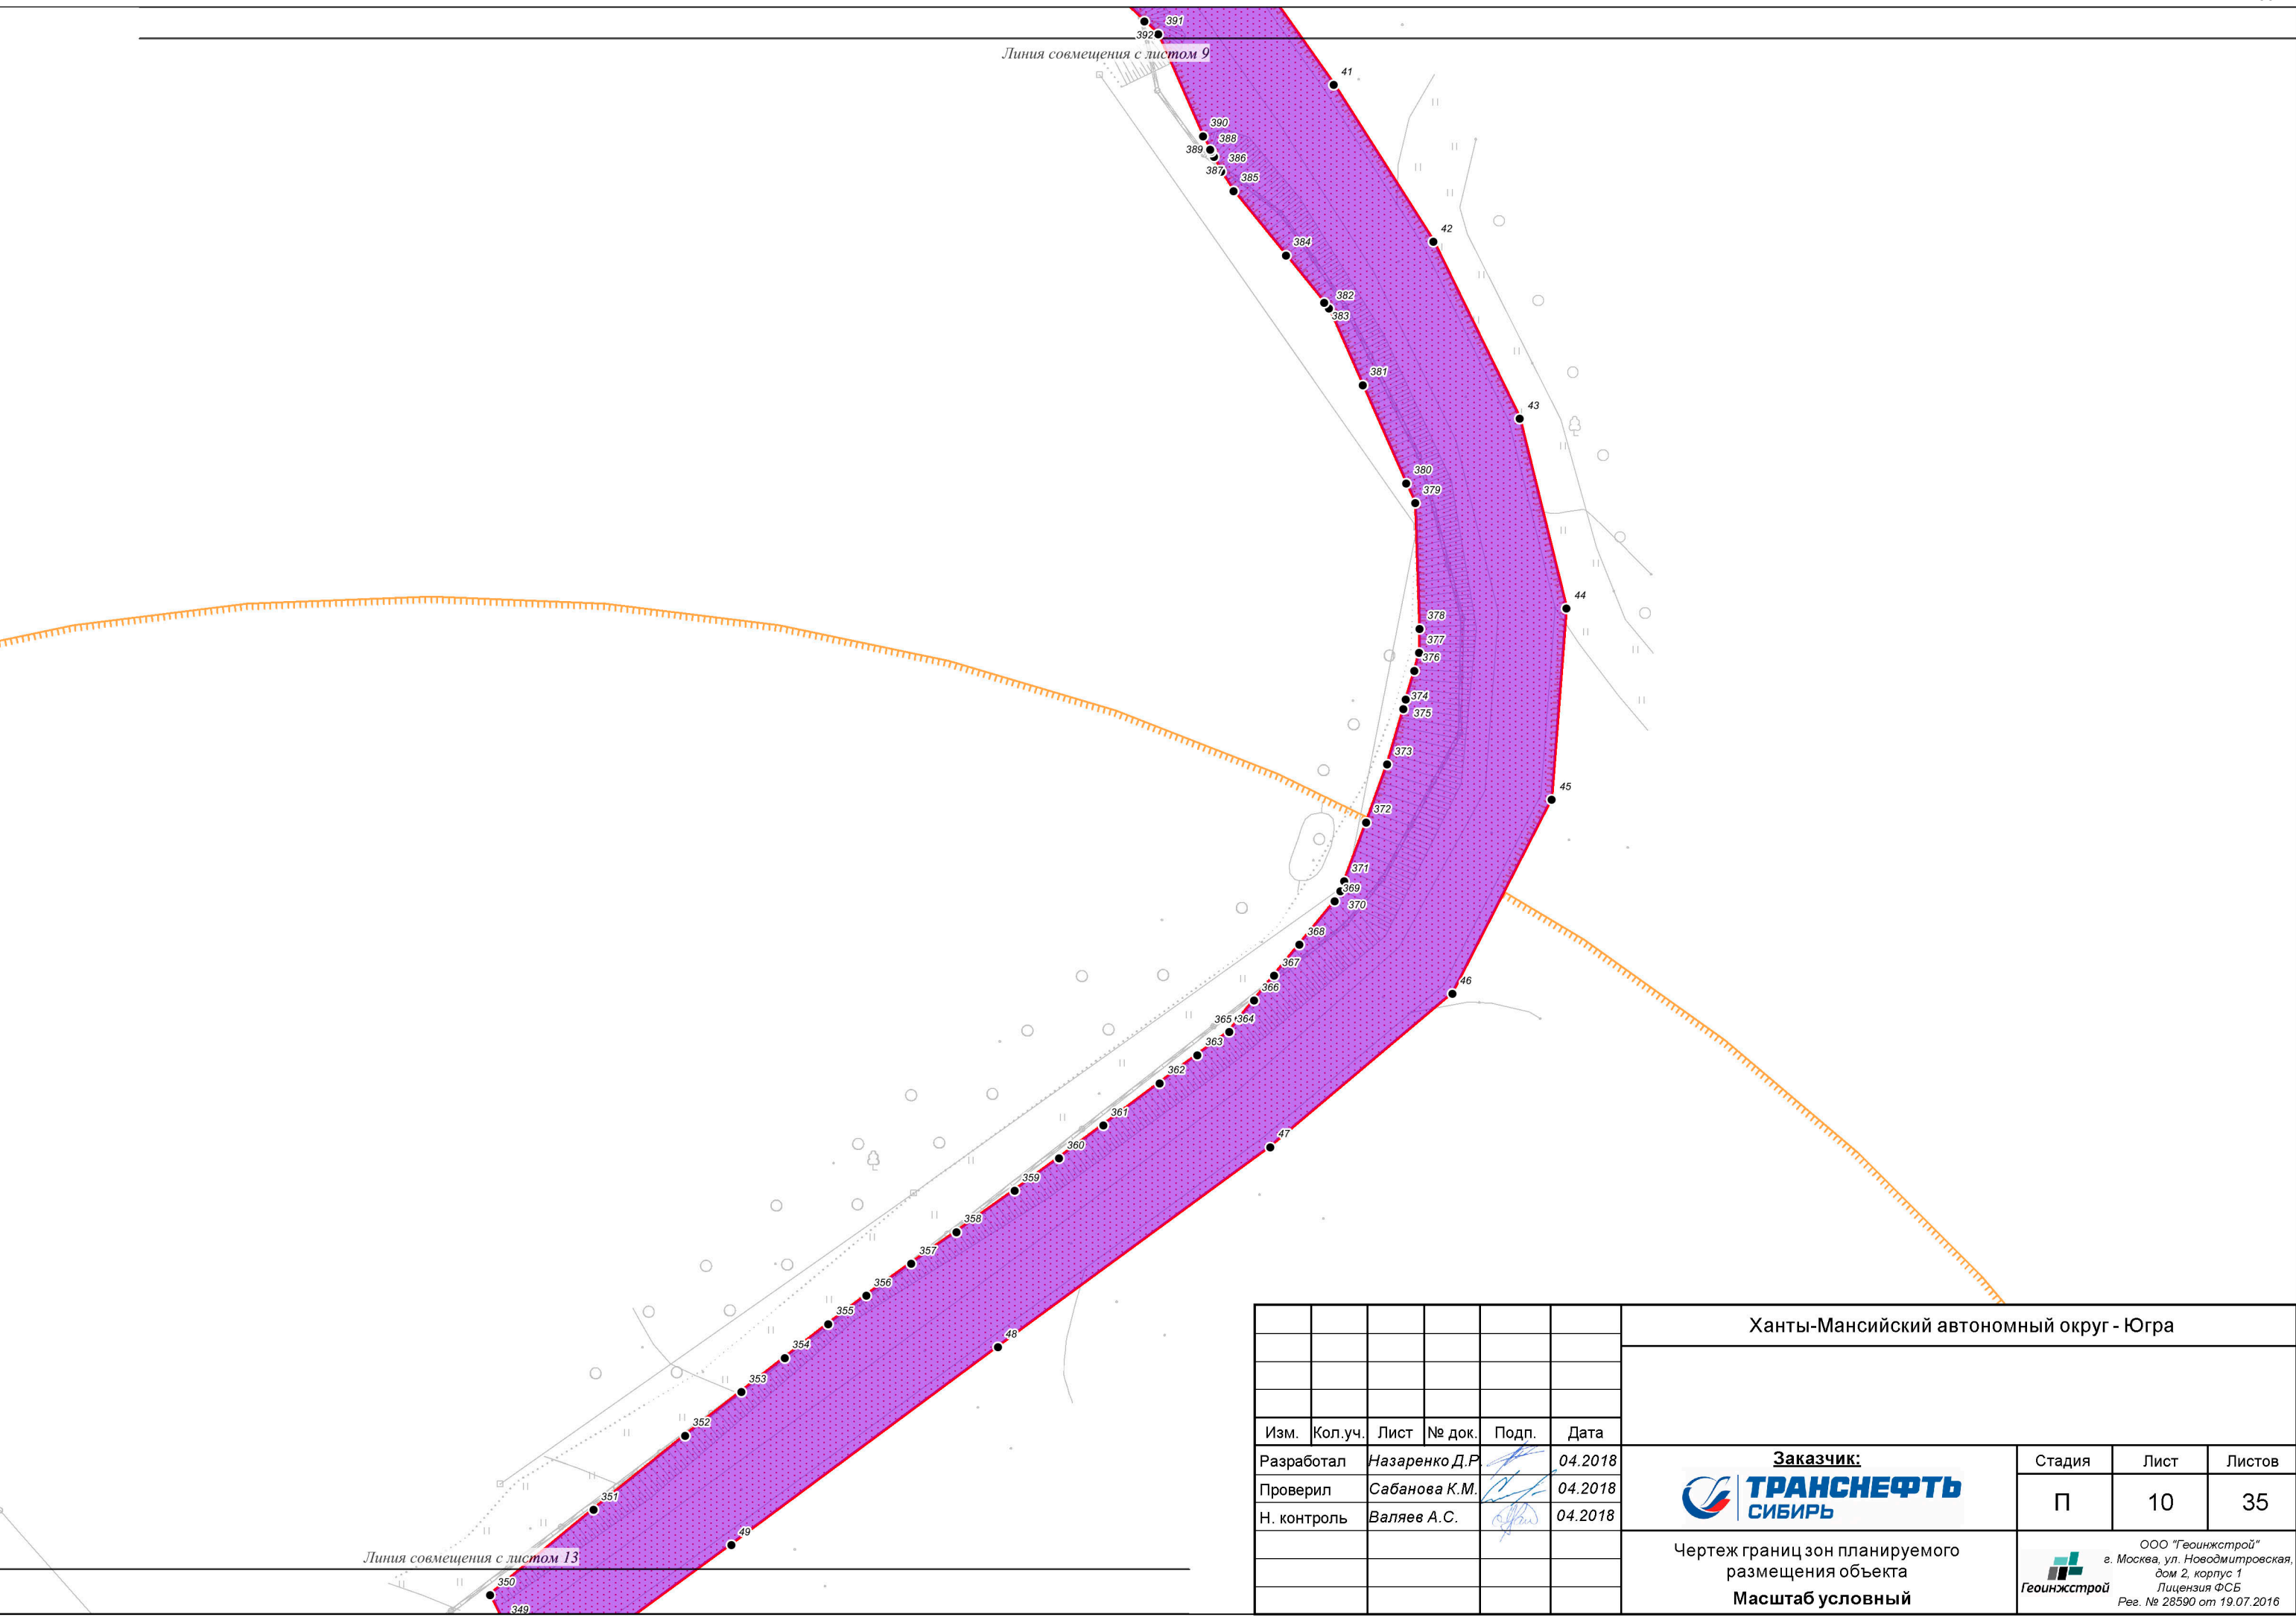 391
392
Линия совмещения с листом 9
41
390
388
389
386
387
385
42
384
382
383
381
43
380
379
44
378
377
376
374
375
373
45
372
371
369
370
368
46
367
366
365
364
363
362
361
47
360
359
358
357
356
355
48
354
353
352
351
49
Линия совмещения с листом 13
350
349
Ханты-Мансийский автономный округ - Югра
Изм. Кол.уч. Лист № док. Подп. Дата
Разработал Назаренко Д.Р. 04.2018
Проверил Сабанова К.М. 04.2018
Н. контроль Валяев А.С. 04.2018
Заказчик:
ТРАНСНЕФТЬ
СИБИРЬ
Стадия Лист Листов
П 10 35
Чертеж границ зон планируемого
размещения объекта
Масштаб условный
Геоинжстрой
ООО "Геоинжстрой"
г. Москва, ул. Новодмитровская,
дом 2, корпус 1
Лицензия ФСБ
Рег. № 28590 от 19.07.2016